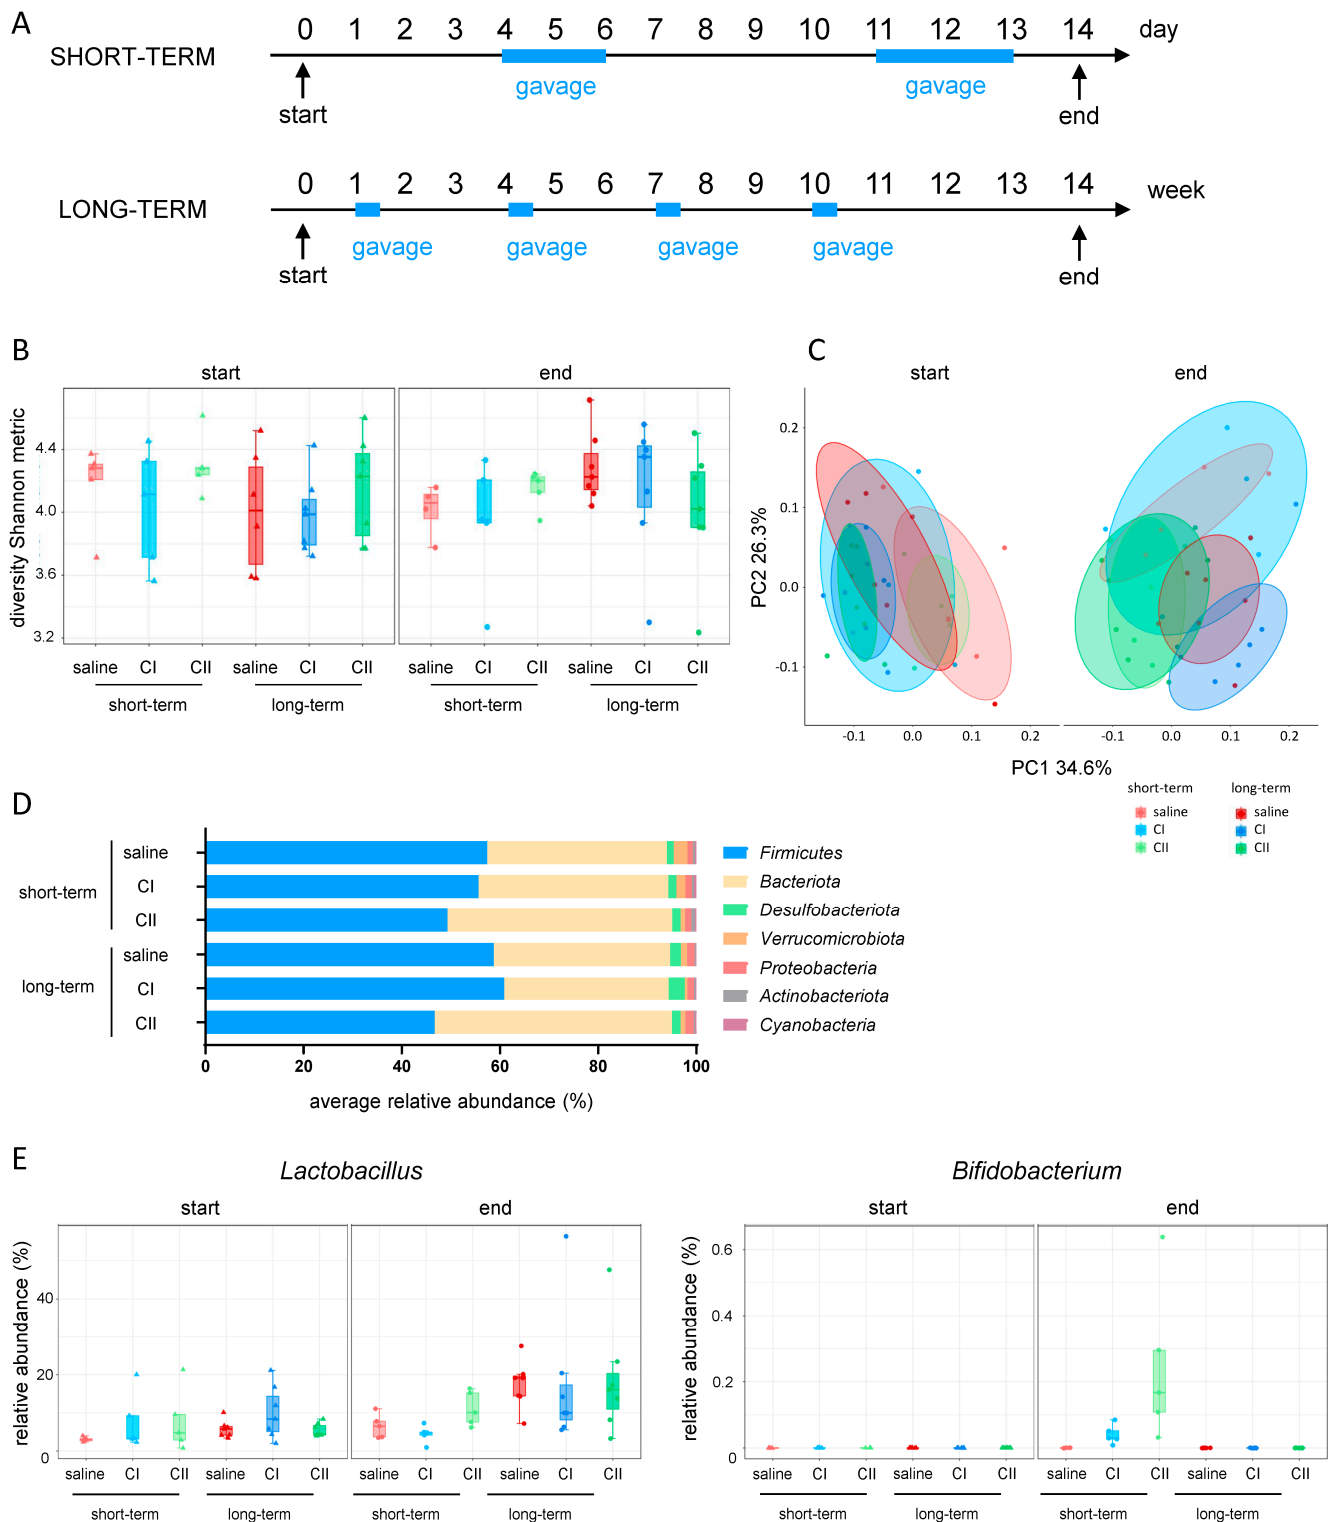 A
0 1 2 3 4 5 6 7 8 9 10 11 12 13 14 day
SHORT-TERM
gavage gavage
start end
0 1 2 3 4 5 6 7 8 9 10 11 12 13 14 week
LONG-TERM
gavage gavage gavage gavage
start end
B
start end
diversity Shannon metric
4.4
4.0
3.6
3.2
saline CI CII saline CI CII saline CI CII saline CI CII
short-term long-term short-term long-term
C
start end
PC2 26.3%
0.2
0.1
0.0
-0.1
-0.1 0.0 0.1 0.2 -0.1 0.0 0.1 0.2
PC1 34.6%
short-term long-term
saline saline
CI CI
CII CII
D
short-term
saline
CI
CII
long-term
saline
CI
CII
0 20 40 60 80 100
average relative abundance (%)
Firmicutes
Bacteriota
Desulfobacteriota
Verrucomicrobiota
Proteobacteria
Actinobacteriota
Cyanobacteria
E
Lactobacillus
start end
relative abundance (%)
40
20
0
saline CI CII saline CI CII saline CI CII saline CI CII
short-term long-term short-term long-term
Bifidobacterium
start end
relative abundance (%)
0.6
0.4
0.2
0
saline CI CII saline CI CII saline CI CII saline CI CII
short-term long-term short-term long-term